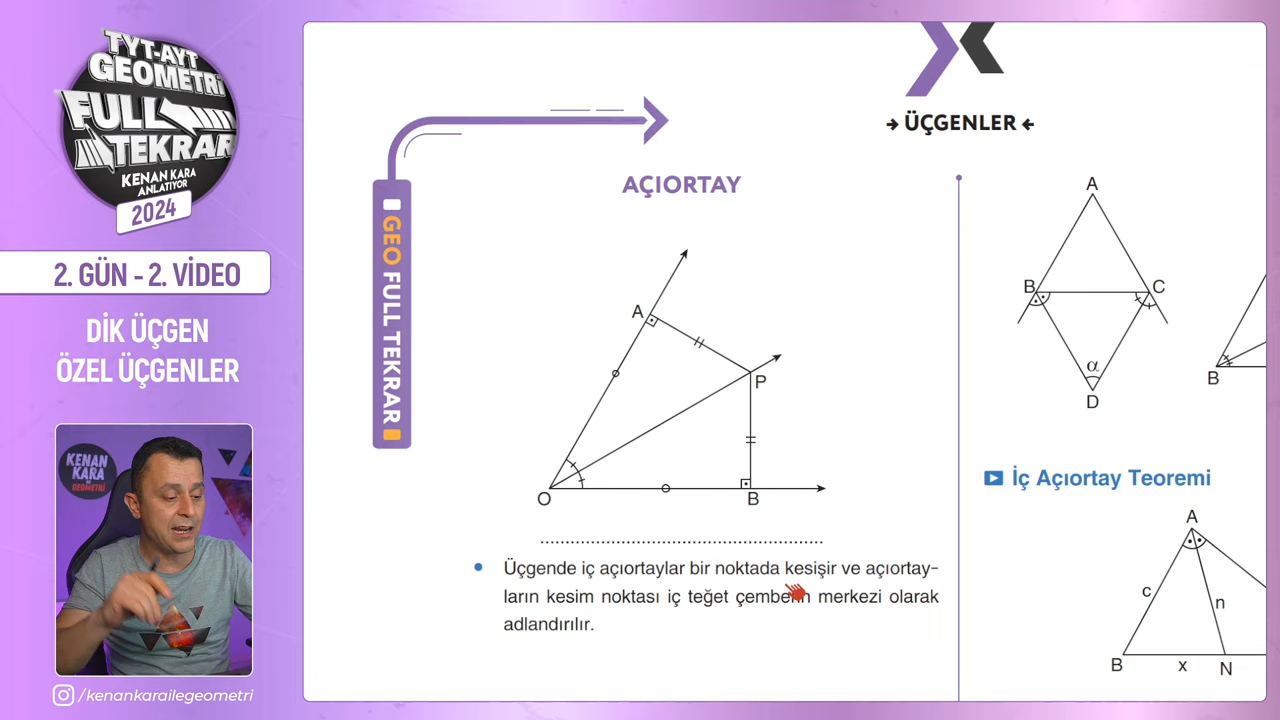 TYT-AYT
GEOMETRİ
FULL
TEKRAR
KENAN KARA
ANLATIYOR
2024
2. GÜN - 2. VİDEO
DİK ÜÇGEN
ÖZEL ÜÇGENLER
KENAN
KARA
ile
GEOMETRİ
/kenankarailegeometri
GEO FULL TEKRAR
ÜÇGENLER
AÇIORTAY
A
P
O
B
• Üçgende iç açıortaylar bir noktada kesişir ve açıortay-
ların kesim noktası iç teğet çemberin merkezi olarak
adlandırılır.
A
B
C
α
D
B
İç Açıortay Teoremi
A
c
n
B
x
N